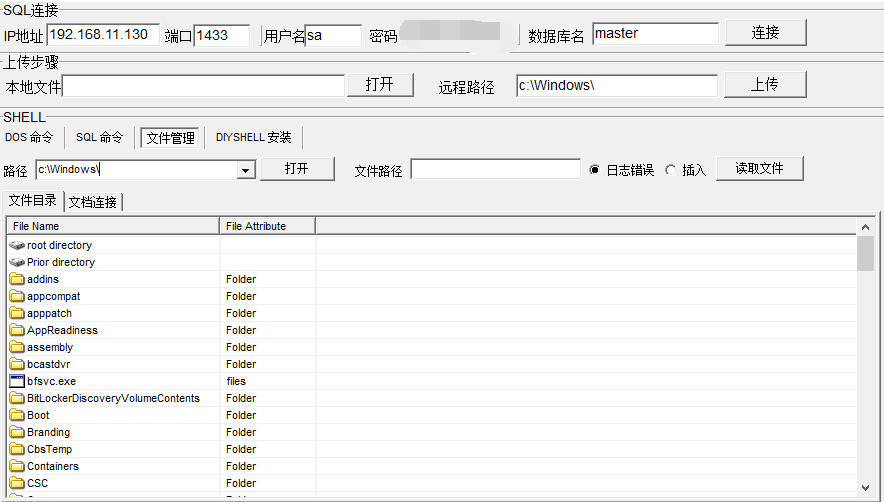 SQL连接
IP地址 192.168.11.130 端口 1433 用户名 sa 密码 数据库名 master 连接
上传步骤
本地文件 打开 远程路径 c:\Windows\ 上传
SHELL
DOS 命令 SQL 命令 文件管理 DIYSHELL 安装
路径 c:\Windows\ 打开 文件路径 日志错误 插入 读取文件
文件目录 文档连接
File Name File Attribute
root directory
Prior directory
addins Folder
appcompat Folder
apppatch Folder
AppReadiness Folder
assembly Folder
bcastdvr Folder
bfsvc.exe files
BitLockerDiscoveryVolumeContents Folder
Boot Folder
Branding Folder
CbsTemp Folder
Containers Folder
CSC Folder